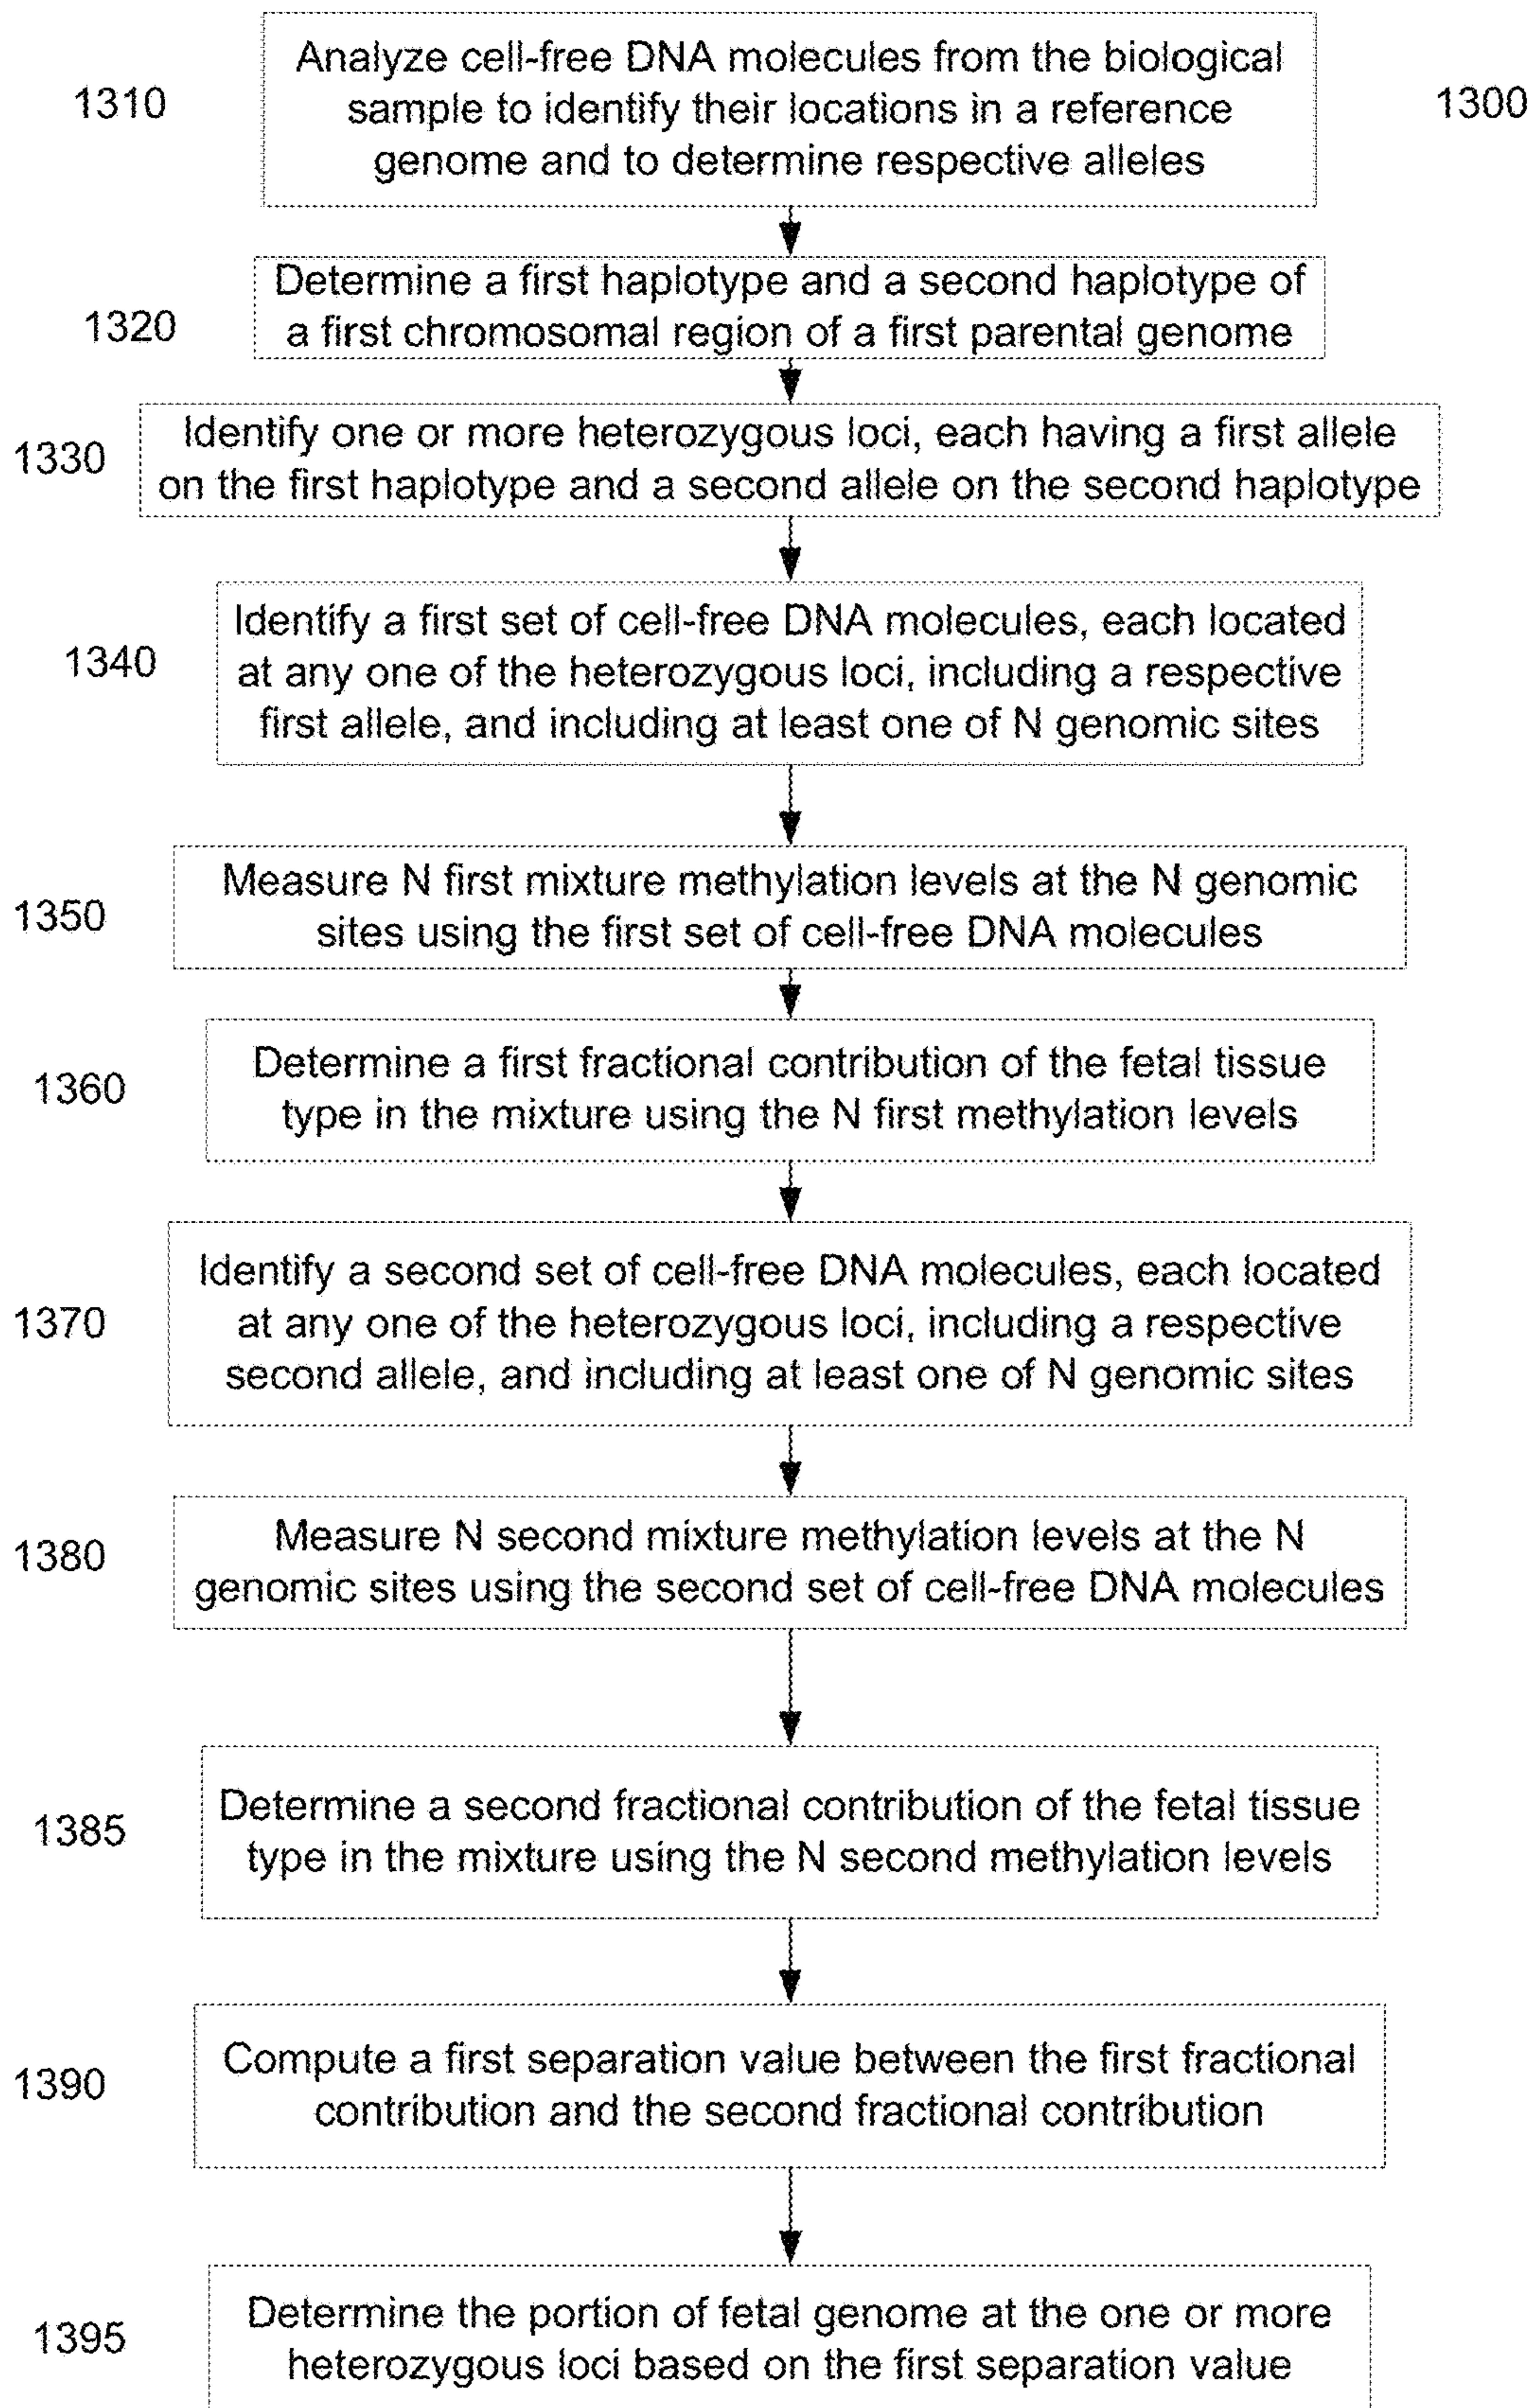 1300
1310
Analyze cell-free DNA molecules from the biological
sample to identify their locations in a reference
genome and to determine respective alleles
1320
Determine a first haplotype and a second haplotype of
a first chromosomal region of a first parental genome
1330
Identify one or more heterozygous loci, each having a first allele
on the first haplotype and a second allele on the second haplotype
1340
Identify a first set of cell-free DNA molecules, each located
at any one of the heterozygous loci, including a respective
first allele, and including at least one of N genomic sites
1350
Measure N first mixture methylation levels at the N genomic
sites using the first set of cell-free DNA molecules
1360
Determine a first fractional contribution of the fetal tissue
type in the mixture using the N first methylation levels
1370
Identify a second set of cell-free DNA molecules, each located
at any one of the heterozygous loci, including a respective
second allele, and including at least one of N genomic sites
1380
Measure N second mixture methylation levels at the N
genomic sites using the second set of cell-free DNA molecules
1385
Determine a second fractional contribution of the fetal tissue
type in the mixture using the N second methylation levels
1390
Compute a first separation value between the first fractional
contribution and the second fractional contribution
1395
Determine the portion of fetal genome at the one or more
heterozygous loci based on the first separation value